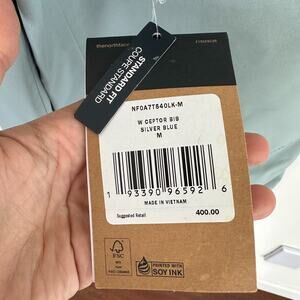 thenorthface
STANDARD FIT
COUPE STANDARD
NF0A7T640LK-M
W CEPTOR BIB
SILVER BLUE
M
1 93390 96592 6
MADE IN VIETNAM
Suggested Retail 400.00
FSC
PRINTED WITH
SOY INK